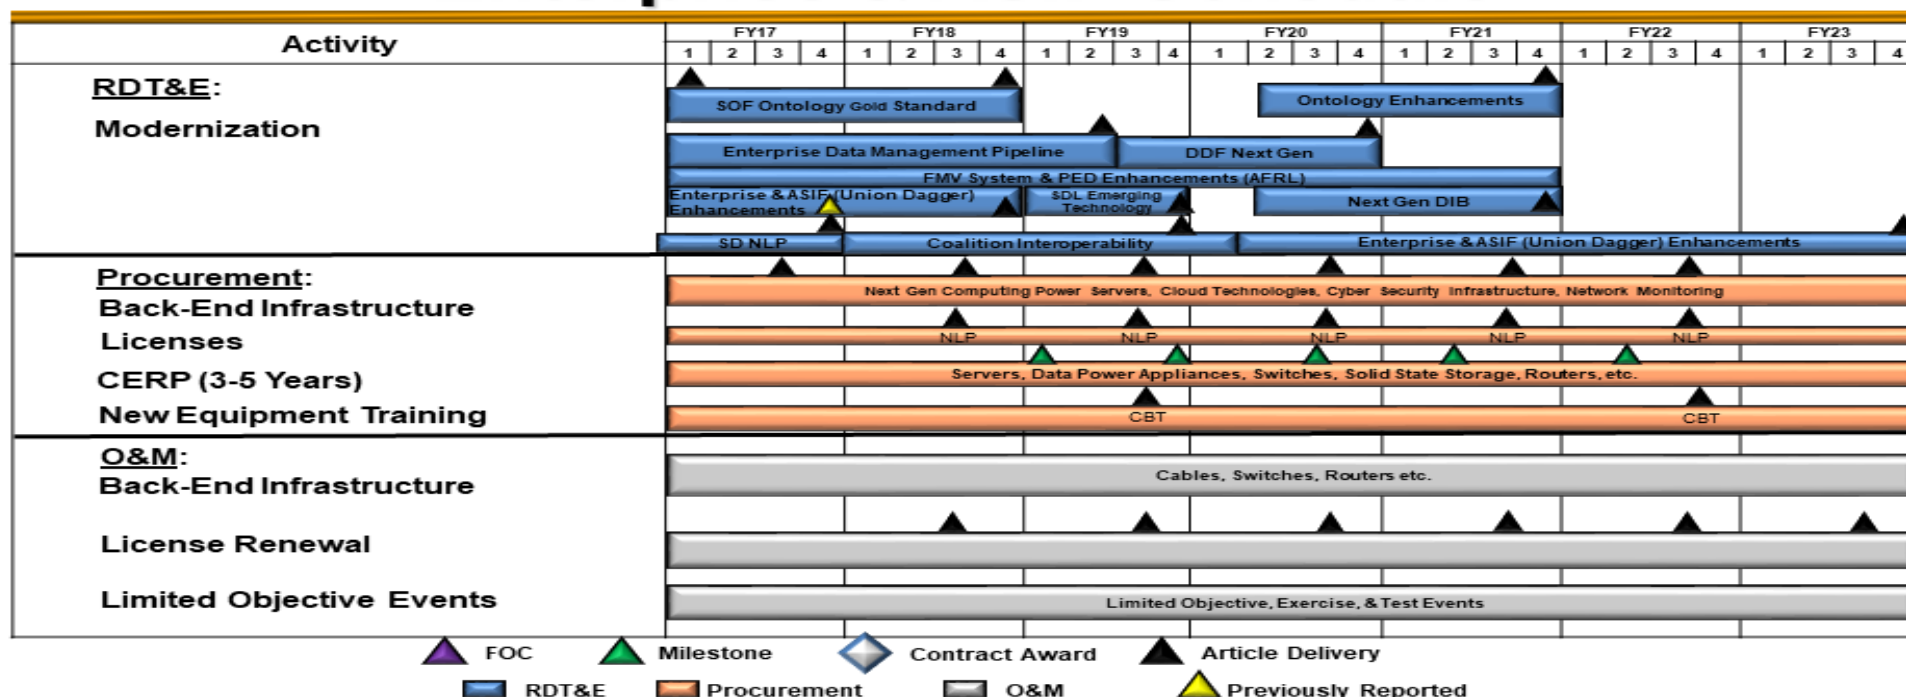 Activity
FY17 FY18 FY19 FY20 FY21 FY22 FY23
1 2 3 4 1 2 3 4 1 2 3 4 1 2 3 4 1 2 3 4 1 2 3 4 1 2 3 4
RDT&E:
SOF Ontology Gold Standard
Ontology Enhancements
Modernization
Enterprise Data Management Pipeline
DDF Next Gen
FMV System & PED Enhancements (AFRL)
Enterprise & ASIF (Union Dagger)
Enhancements
SDL Emerging
Technology
Next Gen DIB
SD NLP
Coalition Interoperability
Enterprise & ASIF (Union Dagger) Enhancements
Procurement:
Back-End Infrastructure
Next Gen Computing Power Servers, Cloud Technologies, Cyber Security Infrastructure, Network Monitoring
Licenses
NLP NLP NLP NLP NLP
CERP (3-5 Years)
Servers, Data Power Appliances, Switches, Solid State Storage, Routers, etc.
New Equipment Training
CBT CBT
O&M:
Back-End Infrastructure
Cables, Switches, Routers etc.
License Renewal
Limited Objective Events
Limited Objective, Exercise, & Test Events
FOC Milestone Contract Award Article Delivery
RDT&E Procurement O&M Previously Reported